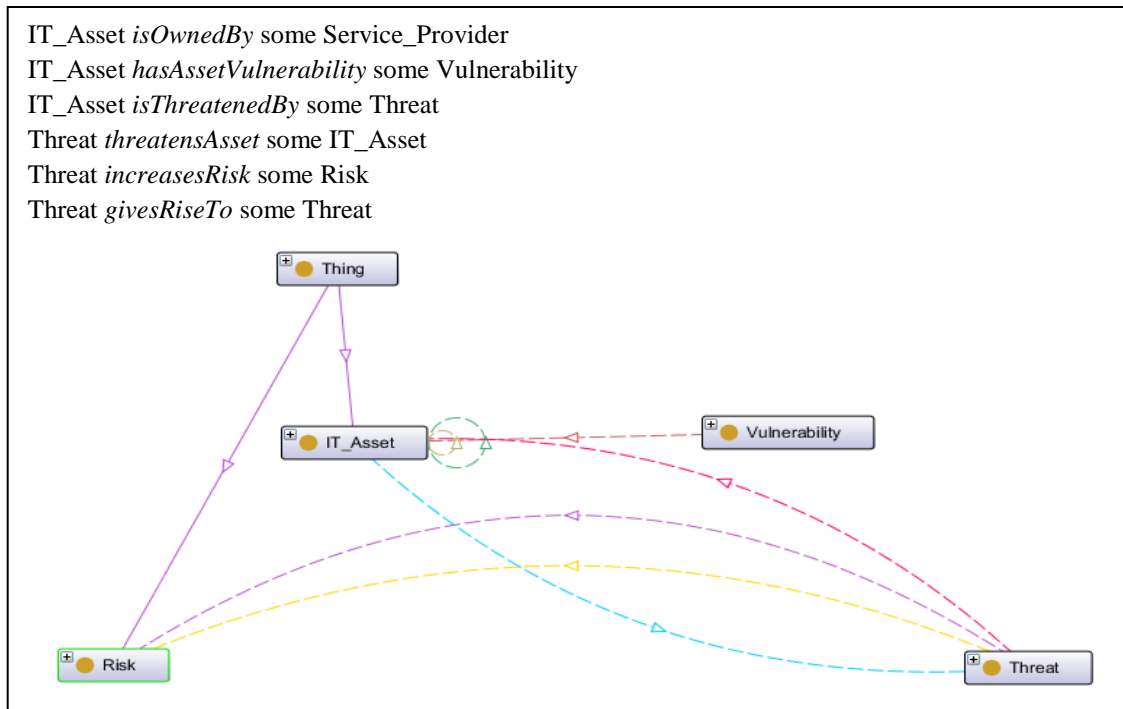 IT_Asset isOwnedBy some Service_Provider
IT_Asset hasAssetVulnerability some Vulnerability
IT_Asset isThreatenedBy some Threat
Threat threatensAsset some IT_Asset
Threat increasesRisk some Risk
Threat givesRiseTo some Threat
Thing
IT_Asset
Vulnerability
Risk
Threat